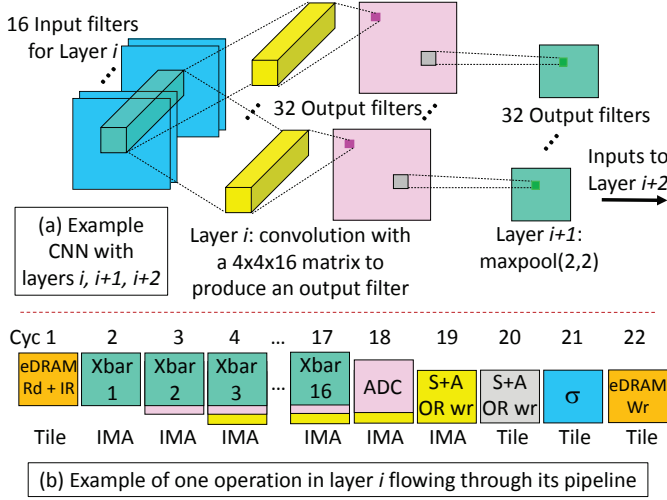 16 Input filters
for Layer i
32 Output filters
32 Output filters
Inputs to
Layer i+2
(a) Example
CNN with
layers i, i+1, i+2
Layer i: convolution with
a 4x4x16 matrix to
produce an output filter
Layer i+1:
maxpool(2,2)
Cyc 1 2 3 4 ... 17 18 19 20 21 22
eDRAM
Rd + IR
Xbar
1
Xbar
2
Xbar
3
...
Xbar
16
ADC
S+A
OR wr
S+A
OR wr
σ
eDRAM
Wr
Tile IMA IMA IMA IMA IMA IMA Tile Tile Tile
(b) Example of one operation in layer i flowing through its pipeline